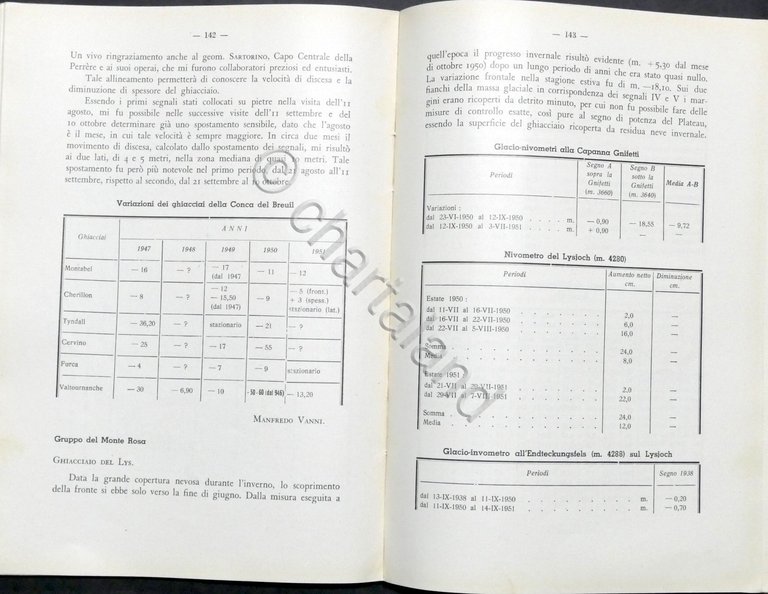 — 142 —
Un vivo ringraziamento anche al geom. SARTORINO, Capo Centrale della
Perrère e ai suoi operai, che mi furono collaboratori preziosi ed entusiasti.
Tale allineamento permetterà di conoscere la velocità di discesa e la
diminuzione di spessore del ghiacciaio.
Essendo i primi segnali stati collocati su pietre nella visita dell'11
agosto, mi fu possibile nelle successive visite dell'11 settembre e del
10 ottobre determinare già uno spostamento sensibile, dato che l'agosto
è il mese, in cui tale velocità è sempre maggiore. In circa due mesi il
movimento di discesa, calcolato dallo spostamento dei segnali, mi risultò
ai due lati, di 4 e 5 metri, nella zona mediana di quasi metri. Tale
spostamento fu però più notevole nel primo periodo, dal 21 agosto all'11
settembre, rispetto al secondo, dal 21 settembre al ottobre.
Variazioni dei ghiacciai della Conca del Breuil
Ghiacciai ANNI
1947 1948 1949 1950 1951
Montabel — 16 — ? — 17 (dal 1947 — 11 — 12
Cherillon — 8 — ? — 12 — 15,50 (dal 1947) — 9 — 5 (front.) + 3 (spess.) stazionario (lat.)
Tyndall — 36,20 — ? stazionario — 21 — ?
Cervino — 25 — ? — 17 — 55 — ?
Furca — 4 — ? — 7 — 9 stazionario
Valtournanche — 30 — 6,90 — 10 -50-60 (dal 946) — 13,20
MANFREDO VANNI.
Gruppo del Monte Rosa
GHIACCIAIO DEL LYS.
Data la grande copertura nevosa durante l'inverno, lo scoprimento
della fronte si ebbe solo verso la fine di giugno. Dalla misura eseguita a
— 143 —
quell'epoca il progresso invernale risultò evidente (m. + 5,30 dal mese
di ottobre 1950) dopo un lungo periodo di anni che era stato quasi nullo.
La variazione frontale nella stagione estiva fu di m. — 18,10. Sui due
fianchi della massa glaciale in corrispondenza dei segnali IV e V i mar-
gini erano ricoperti da detrito minuto, per cui non fu possibile fare delle
misure di controllo esatte, così pure al segno di potenza del Plateau,
essendo la superficie del ghiacciaio ricoperta da residua neve invernale.
Glacio-nivometri alla Capanna Gnifetti
Periodi Segno A sopra la Gnifetti (m. 3660) Segno B sotto la Gnifetti (m. 3640) Media A-B
Variazioni :
dal 23-VI-1950 al 12-IX-1950 . . . . . m. — 0,90 — 18,55 — 9,72
dal 12-IX-1950 al 3-VII-1951 . . . . . m. + 0,90 — —
Nivometro del Lysjoch (m. 4280)
Periodi Aumento netto cm. Diminuzione cm.
Estate 1950 :
dal 11-VII al 16-VII-1950 2,0 —
dal 16-VII al 22-VII-1950 6,0 —
dal 22-VII al 5-VIII-1950 16,0 —
Somma 24,0 —
Media 8,0 —
Estate 1951
dal 21-VII al 29-VII-1951 2,0 —
dal 29-VII al 7-VIII-1951 22,0 —
Somma 24,0 —
Media 12,0 —
Glacio-invometro all'Endteckungsfels (m. 4288) sul Lysjoch
Periodi Segno 1938
dal 13-IX-1938 al 11-IX-1950 . . . . . . . m. — 0,20
dal 11-IX-1950 al 14-IX-1951 . . . . . . . m. — 0,70
© chartaland